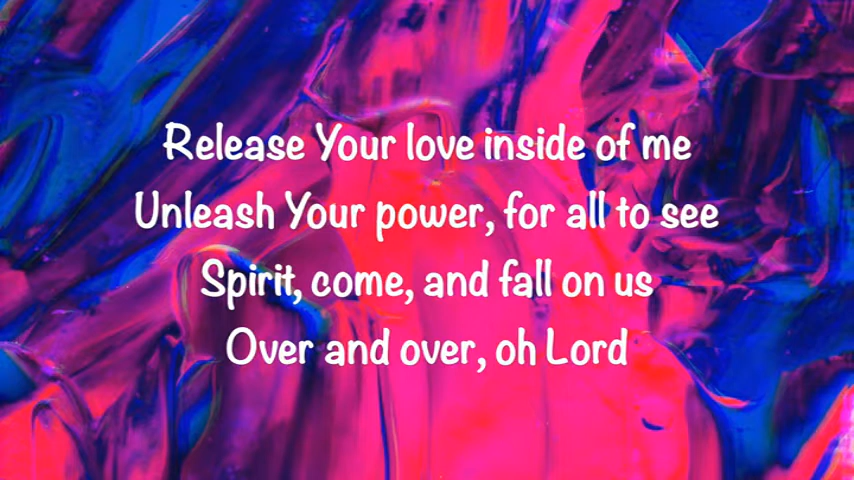 Release Your love inside of me
Unleash Your power, for all to see
Spirit, come, and fall on us
Over and over, oh Lord